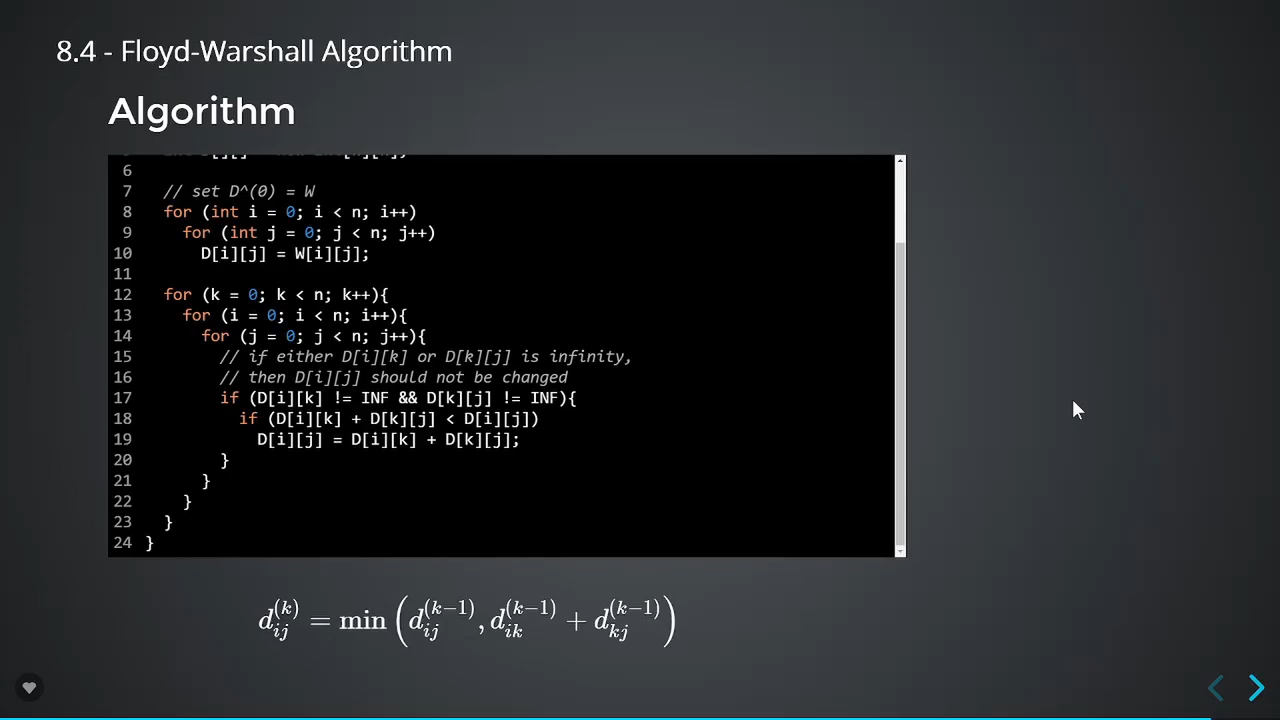 8.4 - Floyd-Warshall Algorithm
Algorithm
6
7 // set D^(0) = W
8 for (int i = 0; i < n; i++)
9 for (int j = 0; j < n; j++)
10 D[i][j] = W[i][j];
11
12 for (k = 0; k < n; k++){
13 for (i = 0; i < n; i++){
14 for (j = 0; j < n; j++){
15 // if either D[i][k] or D[k][j] is infinity,
16 // then D[i][j] should not be changed
17 if (D[i][k] != INF && D[k][j] != INF){
18 if (D[i][k] + D[k][j] < D[i][j])
19 D[i][j] = D[i][k] + D[k][j];
20 }
21 }
22 }
23 }
24 }
d_{ij}^{(k)} = min ( d_{ij}^{(k−1)}, d_{ik}^{(k−1)} + d_{kj}^{(k−1)} )